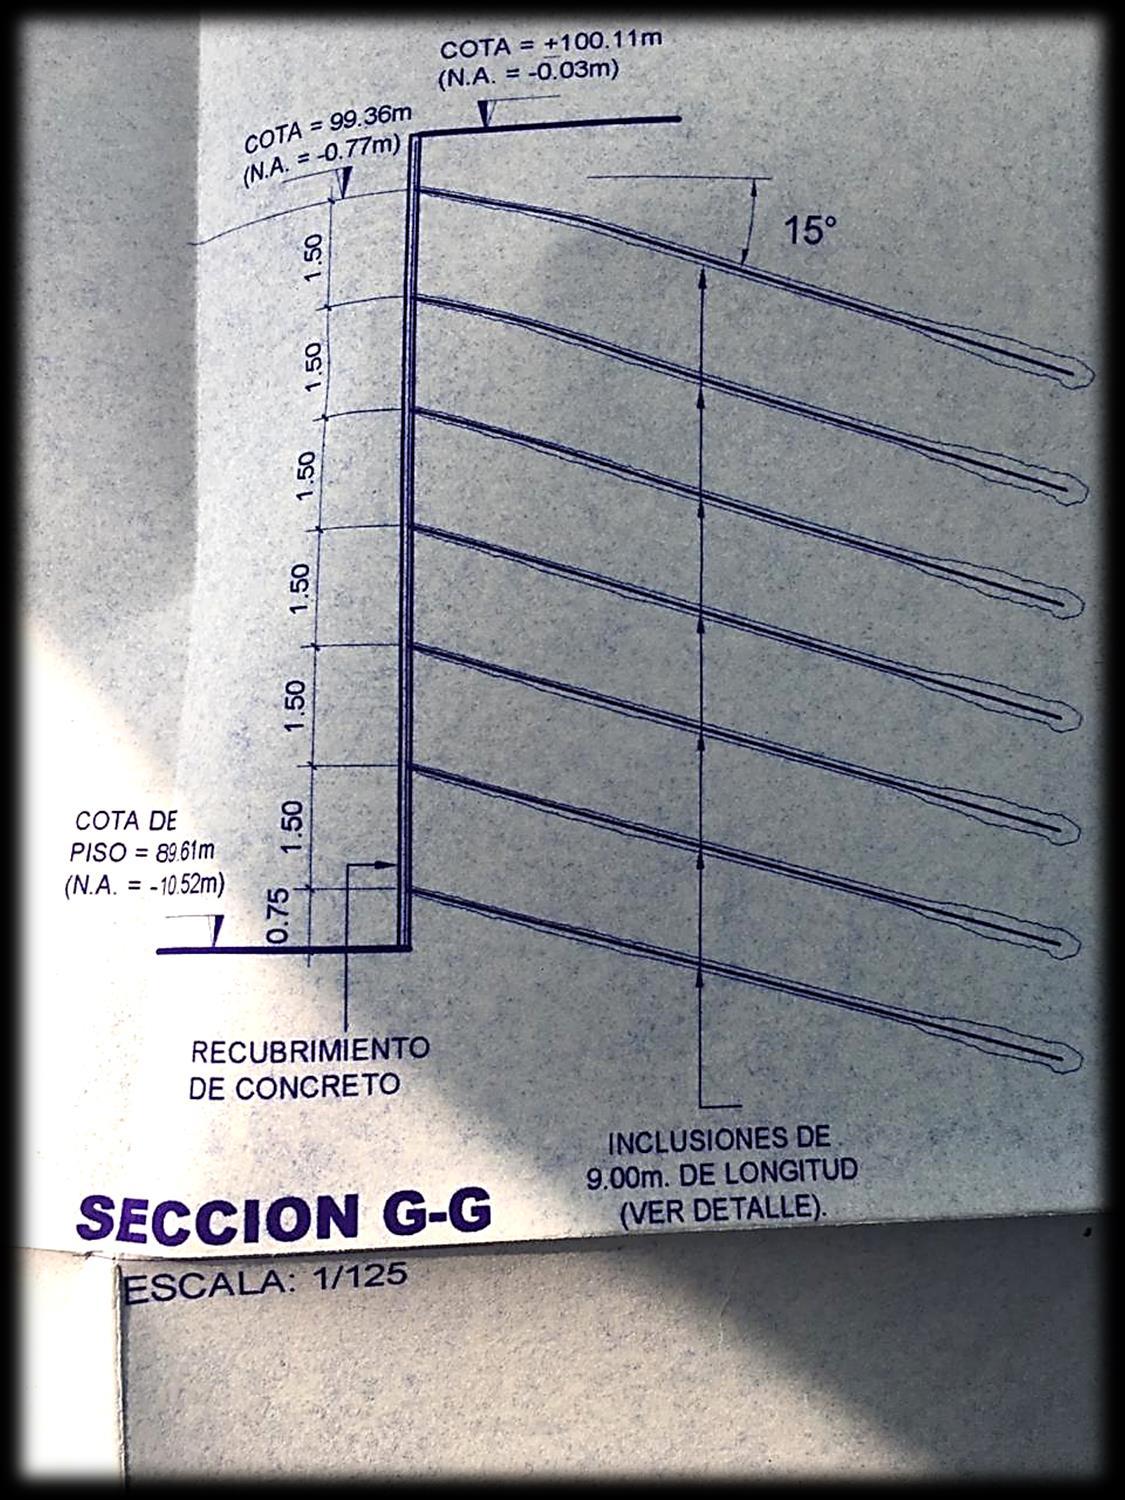 COTA = +100.11m
(N.A. = -0.03m)
COTA = 99.36m
(N.A. = -0.77m)
15°
1.50
1.50
1.50
1.50
1.50
1.50
0.75
COTA DE
PISO = 89.61m
(N.A. = -10.52m)
RECUBRIMIENTO
DE CONCRETO
INCLUSIONES DE
9.00m. DE LONGITUD
(VER DETALLE).
SECCION G-G
ESCALA: 1/125